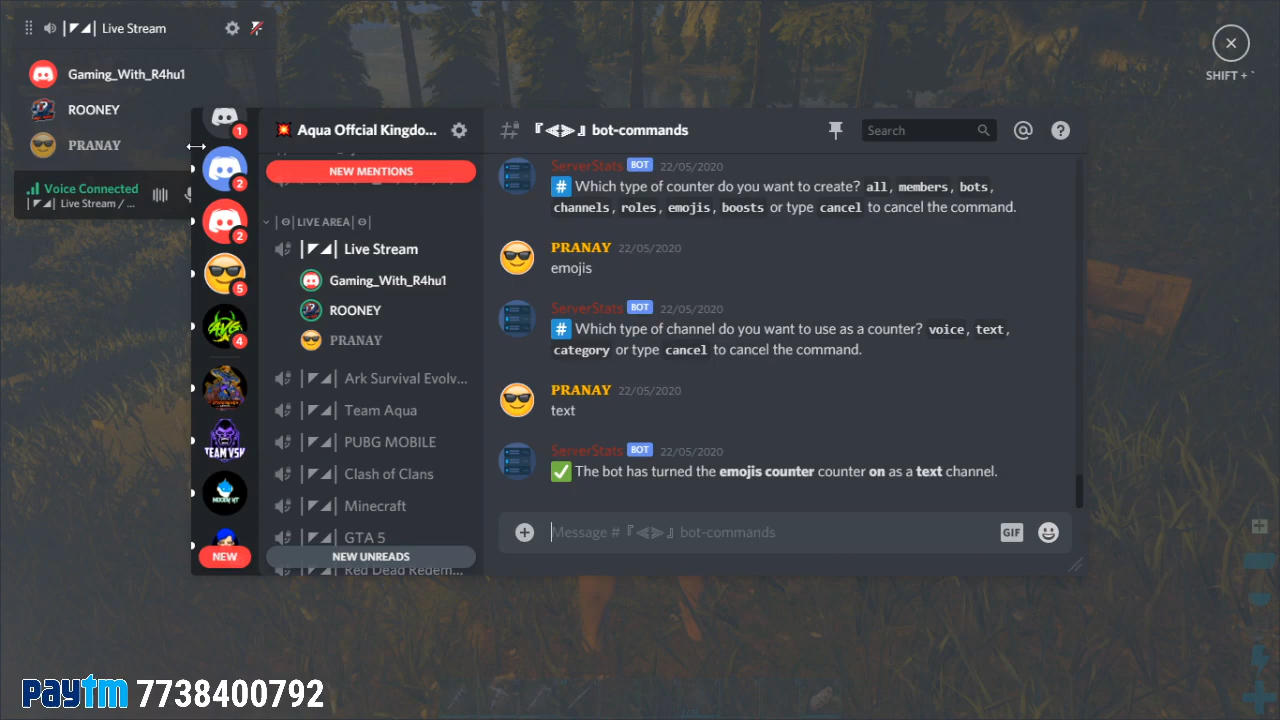 Live Stream
SHIFT + `
Gaming_With_R4hu1
ROONEY
PRANAY
Voice Connected
Live Stream / ...
1
2
2
5
4
TEAM VSV
NEW
Aqua Offcial Kingdo...
NEW MENTIONS
LIVE AREA
Live Stream
Gaming_With_R4hu1
ROONEY
PRANAY
Ark Survival Evolv...
Team Aqua
PUBG MOBILE
Clash of Clans
Minecraft
GTA 5
NEW UNREADS
Red Dead Redem...
『⋘⋙』 bot-commands
Search
ServerStats BOT 22/05/2020
# Which type of counter do you want to create? all, members, bots,
channels, roles, emojis, boosts or type cancel to cancel the command.
PRANAY 22/05/2020
emojis
ServerStats BOT 22/05/2020
# Which type of channel do you want to use as a counter? voice, text,
category or type cancel to cancel the command.
PRANAY 22/05/2020
text
ServerStats BOT 22/05/2020
✅ The bot has turned the emojis counter counter on as a text channel.
Message #『⋘⋙』 bot-commands
GIF
paytm 7738400792